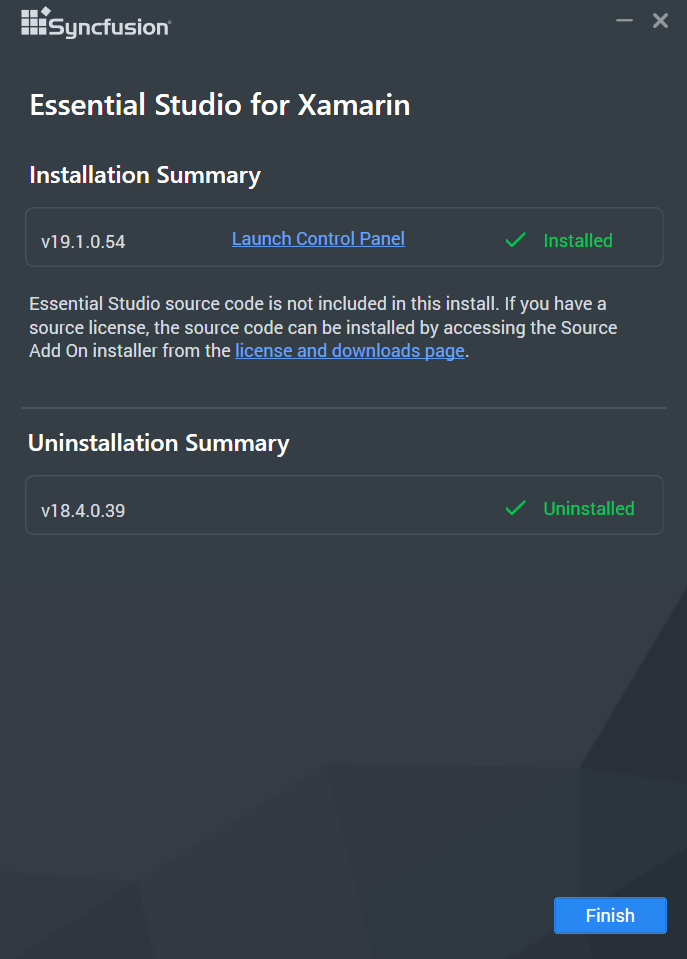 Syncfusion®
Essential Studio for Xamarin
Installation Summary
v19.1.0.54 Launch Control Panel Installed
Essential Studio source code is not included in this install. If you have a
source license, the source code can be installed by accessing the Source
Add On installer from the license and downloads page.
Uninstallation Summary
v18.4.0.39 Uninstalled
Finish